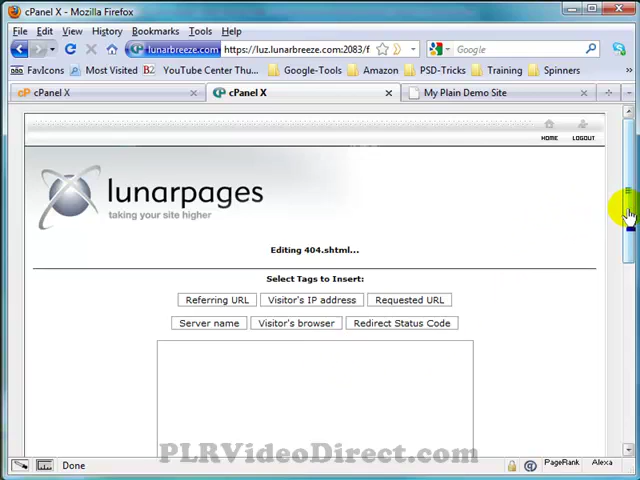 cPanel X - Mozilla Firefox
File Edit View History Bookmarks Tools Help
lunarbreeze.com https://luz.lunarbreeze.com:2083/f Google
FavIcons Most Visited B2 YouTube Center Thu... Google-Tools Amazon PSD-Tricks Training Spinners
cP cPanel X cPanel X My Plain Demo Site
HOME LOGOUT
lunarpages
taking your site higher
Editing 404.shtml...
Select Tags to Insert:
Referring URL Visitor's IP address Requested URL
Server name Visitor's browser Redirect Status Code
PLRVideoDirect.com
Done PageRank Alexa